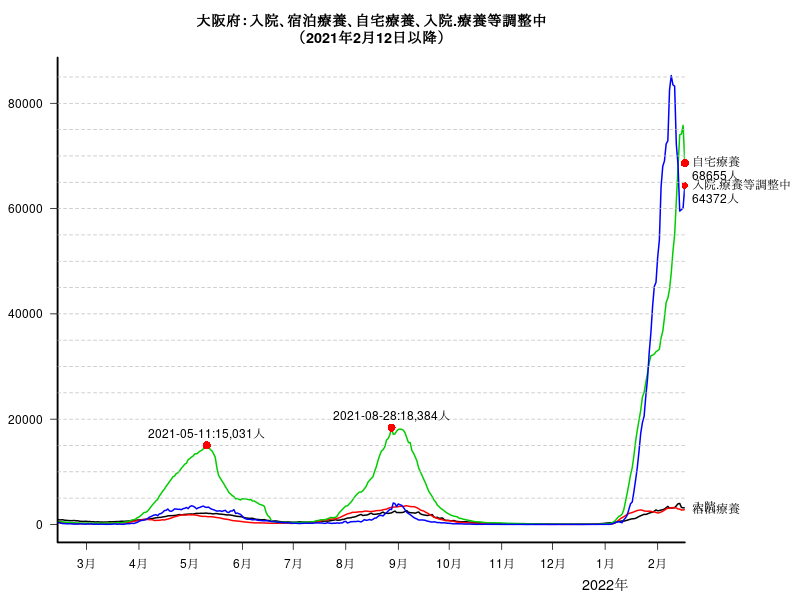 大阪府：入院、宿泊療養、自宅療養、入院.療養等調整中
（2021年2月12日以降）
80000
60000
40000
20000
0
自宅療養
68655人
入院.療養等調整中
64372人
2021-08-28:18,384人
2021-05-11:15,031人
入院
宿泊療養
3月 4月 5月 6月 7月 8月 9月 10月 11月 12月 1月 2月
2022年